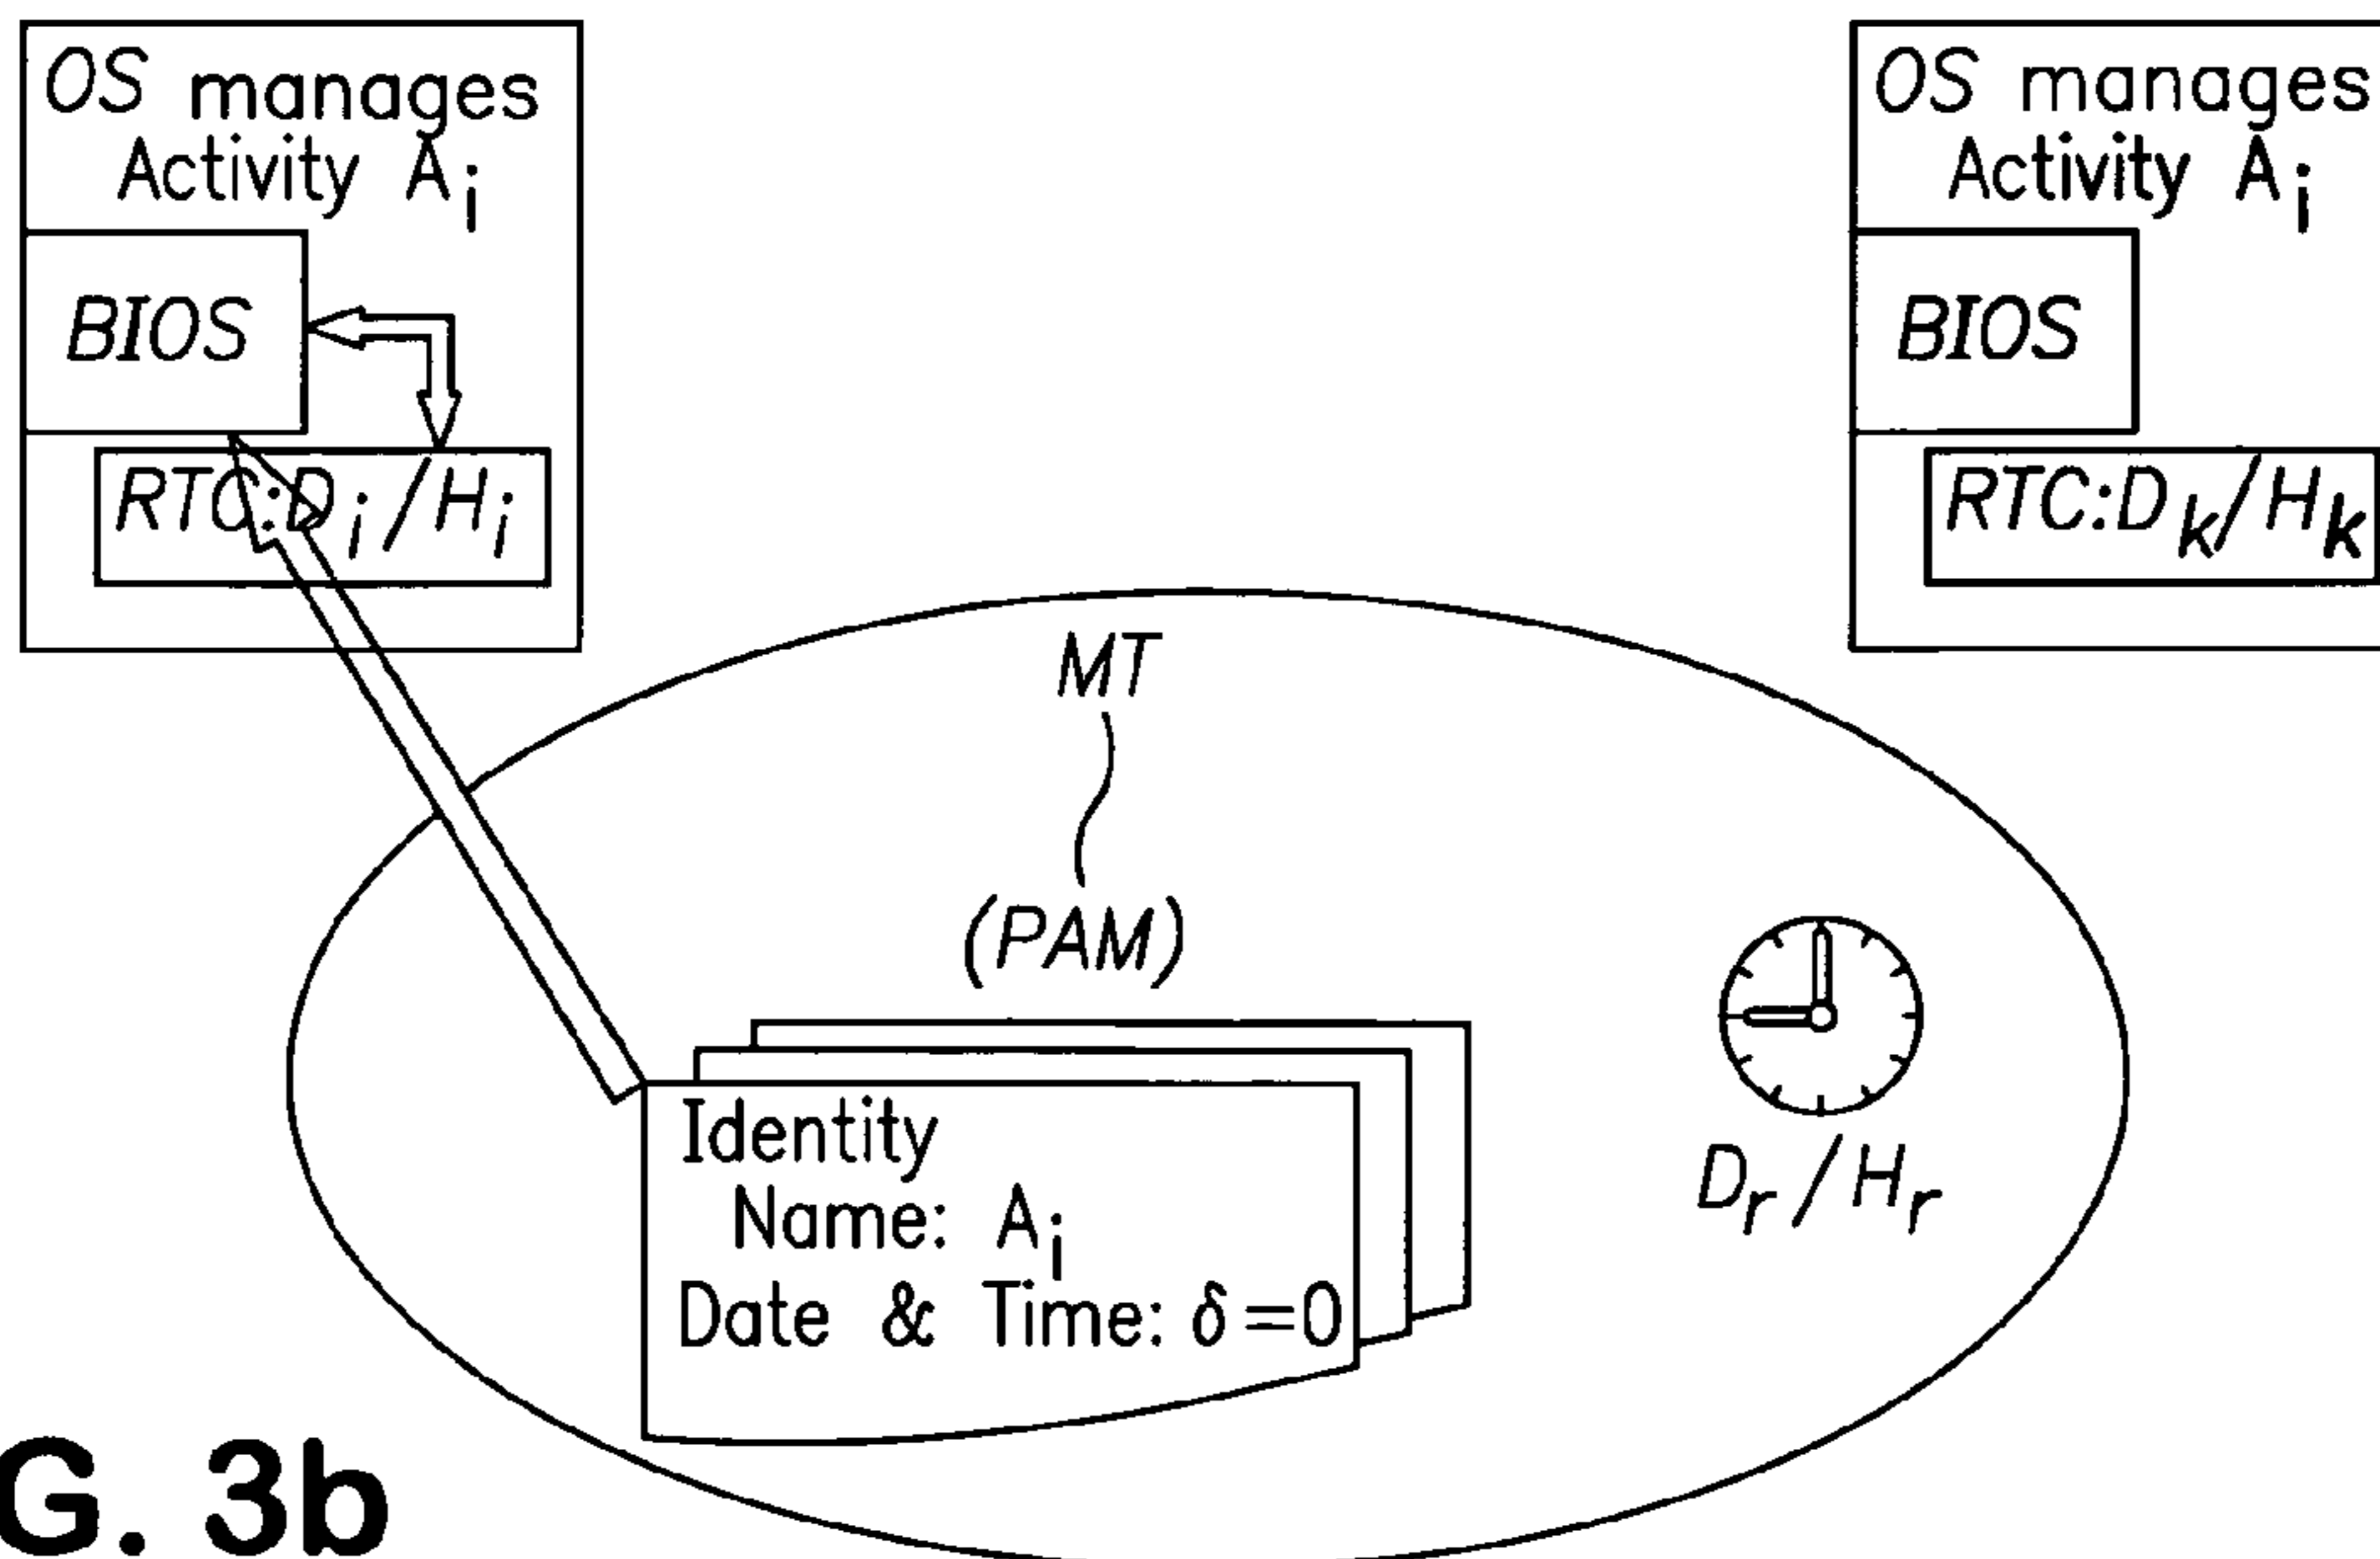 OS manages
Activity Ai
BIOS
RTC:Di/Hi
OS manages
Activity Ai
BIOS
RTC:Dk/Hk
MT
(PAM)
Identity
Name: Ai
Date & Time: δ=0
Dr/Hr
G. 3b